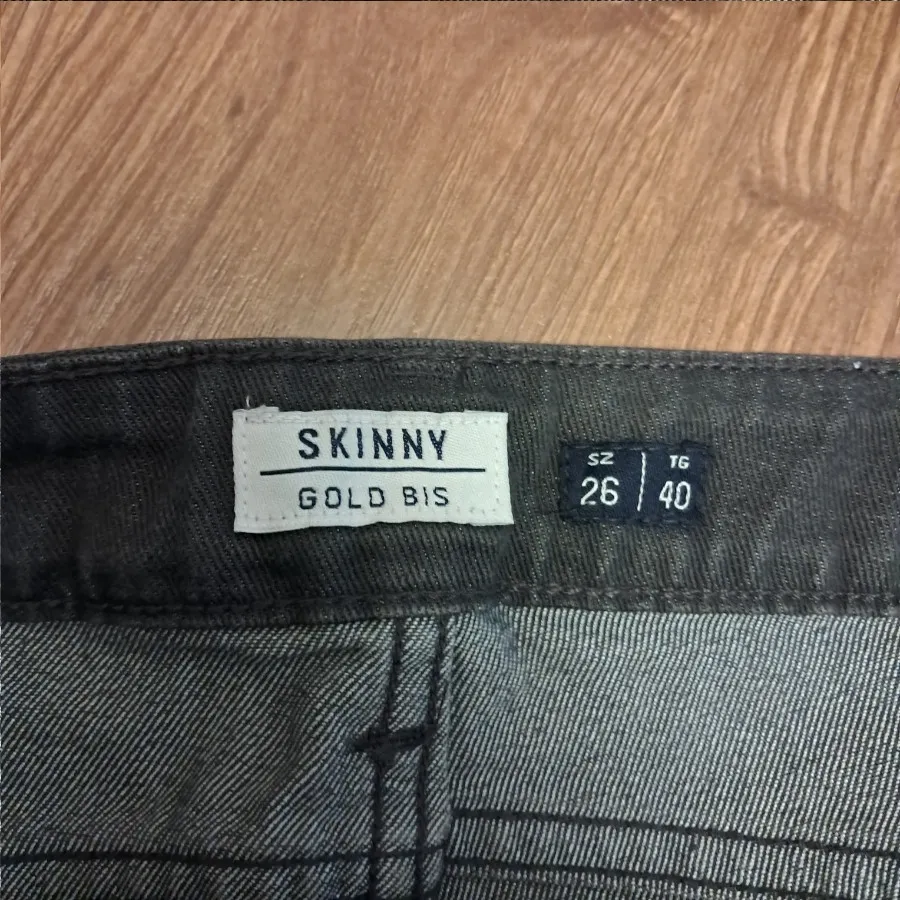 SKINNY
GOLD BIS
SZ | TG
26 | 40